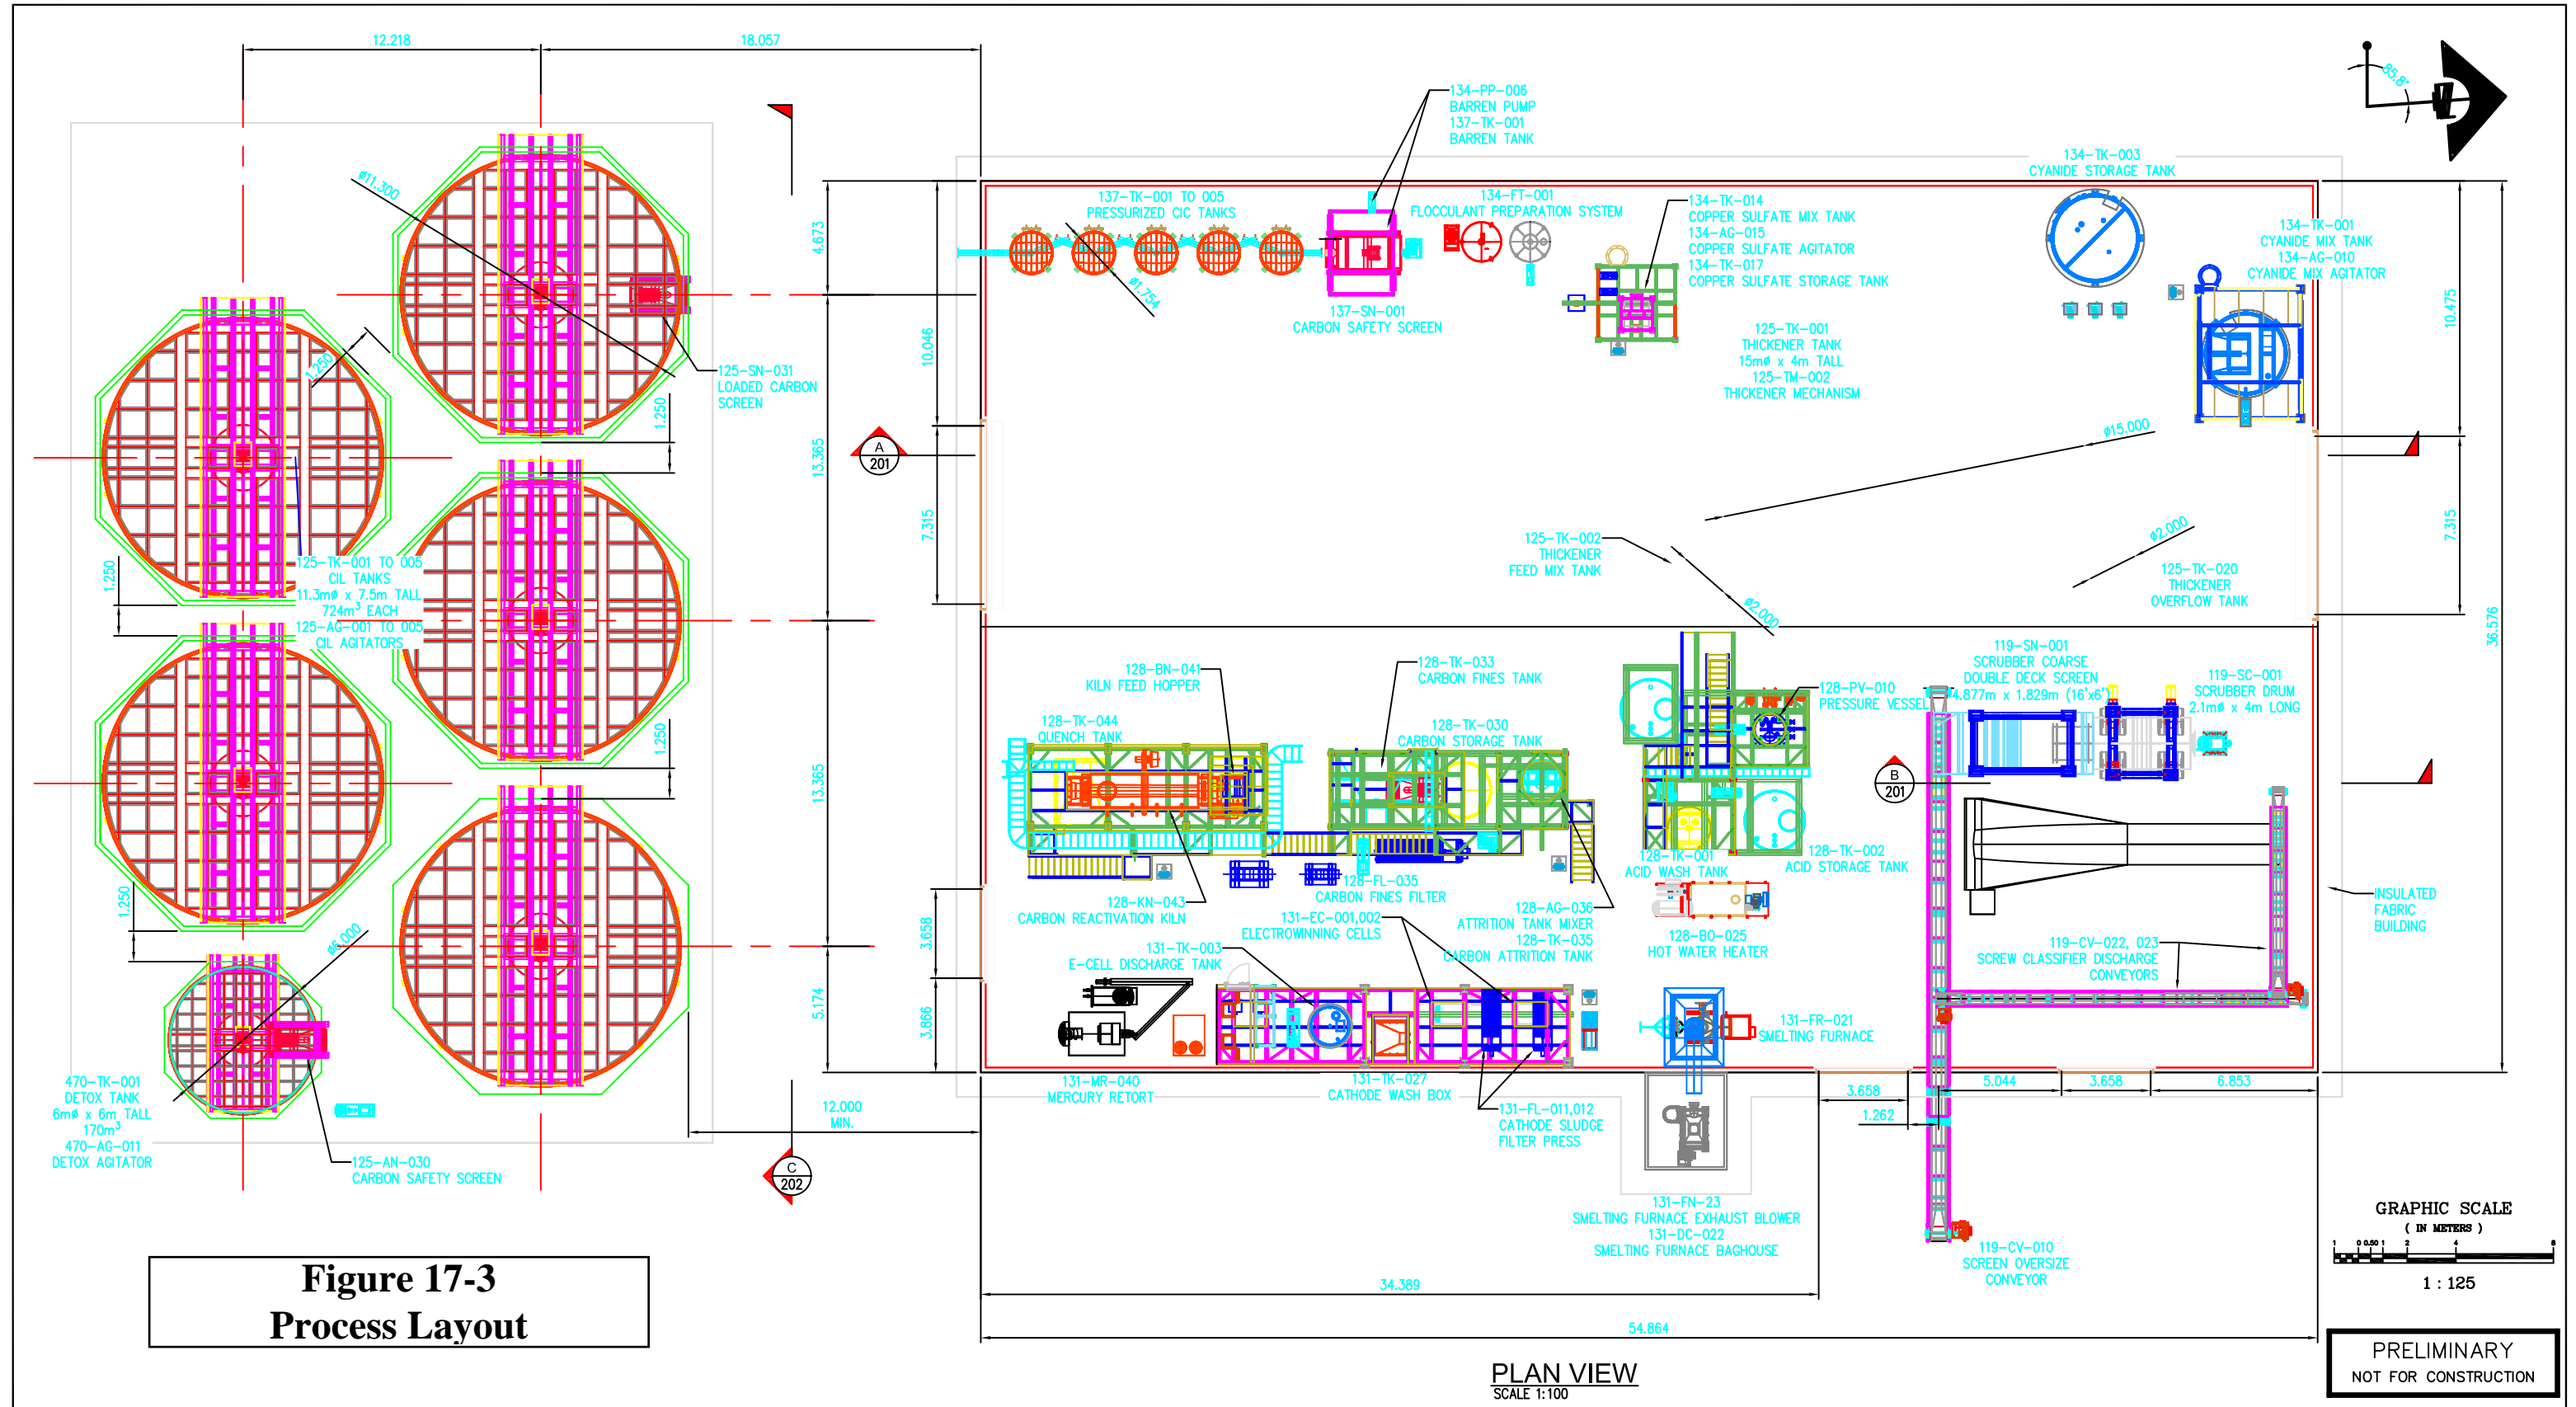 12.218
18.057
85.8°
134-PP-006
BARREN PUMP
137-TK-001
BARREN TANK
134-TK-003
CYANIDE STORAGE TANK
ø11.300
4.673
10.046
137-TK-001 TO 005
PRESSURIZED CIC TANKS
ø1.754
134-FT-001
FLOCCULANT PREPARATION SYSTEM
137-SN-001
CARBON SAFETY SCREEN
134-TK-014
COPPER SULFATE MIX TANK
134-AG-015
COPPER SULFATE AGITATOR
134-TK-017
COPPER SULFATE STORAGE TANK
134-TK-001
CYANIDE MIX TANK
134-AG-010
CYANIDE MIX AGITATOR
10.475
125-TK-001
THICKENER TANK
15mø x 4m TALL
125-TM-002
THICKENER MECHANISM
1.250
125-SN-031
LOADED CARBON
SCREEN
1.250
13.365
A
201
7.315
ø15.000
7.315
36.576
125-TK-002
THICKENER
FEED MIX TANK
ø2.000
ø2.000
125-TK-020
THICKENER
OVERFLOW TANK
1.250
125-TK-001 TO 005
CIL TANKS
11.3mø x 7.5m TALL
724m³ EACH
125-AG-001 TO 005
CIL AGITATORS
128-BN-041
KILN FEED HOPPER
128-TK-033
CARBON FINES TANK
128-TK-044
QUENCH TANK
128-TK-030
CARBON STORAGE TANK
128-PV-010
PRESSURE VESSEL
119-SN-001
SCRUBBER COARSE
DOUBLE DECK SCREEN
4.877m x 1.829m (16'x6')
119-SC-001
SCRUBBER DRUM
2.1mø x 4m LONG
1.250
13.365
B
201
128-TK-001
ACID WASH TANK
128-TK-002
ACID STORAGE TANK
128-FL-035
CARBON FINES FILTER
128-KN-043
CARBON REACTIVATION KILN
131-EC-001,002
ELECTROWINNING CELLS
128-AG-036
ATTRITION TANK MIXER
128-TK-035
CARBON ATTRITION TANK
128-BO-025
HOT WATER HEATER
INSULATED
FABRIC
BUILDING
1.250
ø6.000
3.658
131-TK-003
E-CELL DISCHARGE TANK
119-CV-022, 023
SCREW CLASSIFIER DISCHARGE
CONVEYORS
5.174
3.866
131-FR-021
SMELTING FURNACE
470-TK-001
DETOX TANK
6mø x 6m TALL
170m³
470-AG-011
DETOX AGITATOR
131-MR-040
MERCURY RETORT
131-TK-027
CATHODE WASH BOX
131-FL-011,012
CATHODE SLUDGE
FILTER PRESS
3.658
1.262
5.044
3.658
6.853
12.000
MIN.
125-AN-030
CARBON SAFETY SCREEN
C
202
131-FN-23
SMELTING FURNACE EXHAUST BLOWER
131-DC-022
SMELTING FURNACE BAGHOUSE
119-CV-010
SCREEN OVERSIZE
CONVEYOR
GRAPHIC SCALE
( IN METERS )
1 0 0.50 1 2 4 8
1 : 125
34.389
54.864
Figure 17-3
Process Layout
PLAN VIEW
SCALE 1:100
PRELIMINARY
NOT FOR CONSTRUCTION